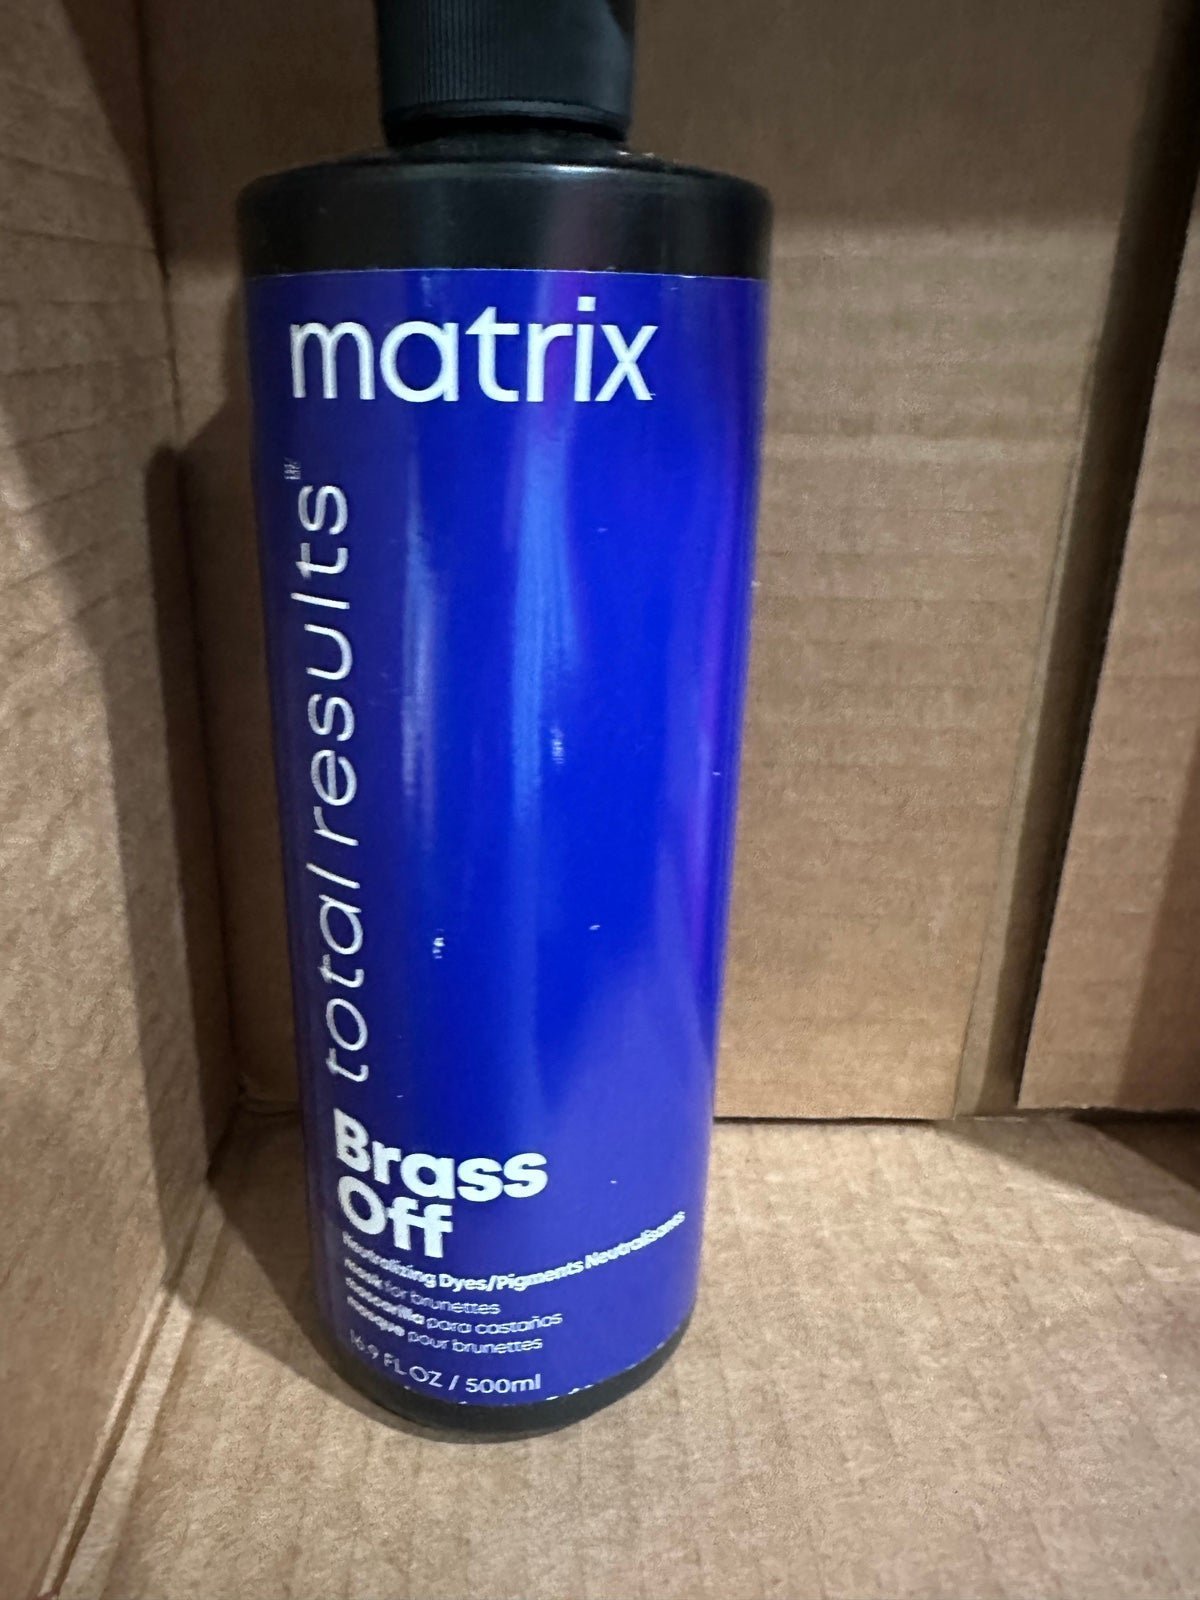 matrix
total results™
Brass
Off
Neutralizing Dyes/Pigments Neutralisants
mask for brunettes
mascarilla para castaños
masque pour brunettes
16.9 FL OZ / 500ml